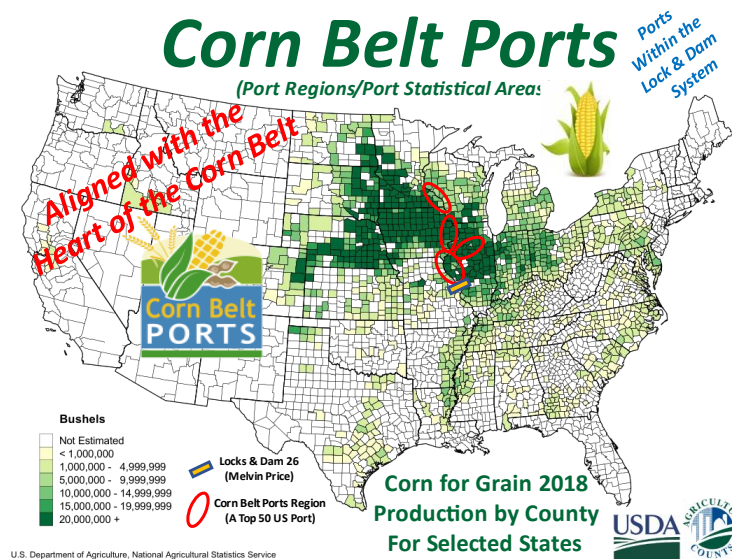 Corn Belt Ports
(Port Regions/Port Statistical Areas
Ports
Within the
Lock & Dam
System
Aligned with the
Heart of the Corn Belt
Corn Belt
PORTS
Bushels
Not Estimated
< 1,000,000
1,000,000 - 4,999,999
5,000,000 - 9,999,999
10,000,000 - 14,999,999
15,000,000 - 19,999,999
20,000,000 +
Locks & Dam 26
(Melvin Price)
Corn Belt Ports Region
(A Top 50 US Port)
Corn for Grain 2018
Production by County
For Selected States
USDA
AGRICULTU
COUNTS
U.S. Department of Agriculture, National Agricultural Statistics Service